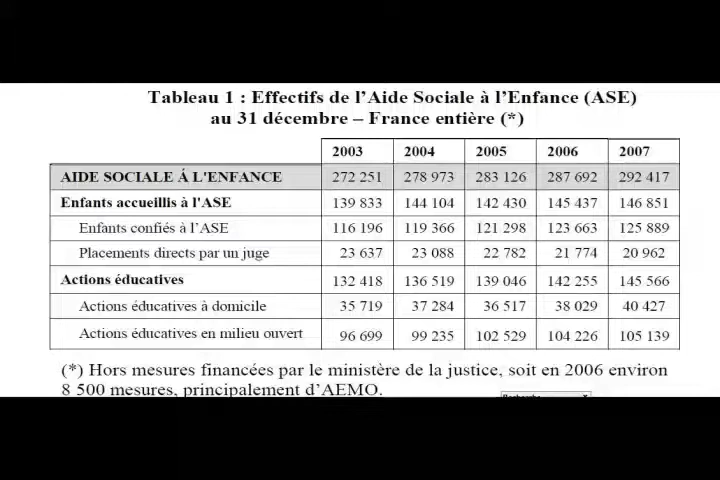 Tableau 1 : Effectifs de l'Aide Sociale à l'Enfance (ASE)
au 31 décembre – France entière (*)
2003 2004 2005 2006 2007
AIDE SOCIALE Á L'ENFANCE 272 251 278 973 283 126 287 692 292 417
Enfants accueillis à l'ASE 139 833 144 104 142 430 145 437 146 851
Enfants confiés à l'ASE 116 196 119 366 121 298 123 663 125 889
Placements directs par un juge 23 637 23 088 22 782 21 774 20 962
Actions éducatives 132 418 136 519 139 046 142 255 145 566
Actions éducatives à domicile 35 719 37 284 36 517 38 029 40 427
Actions éducatives en milieu ouvert 96 699 99 235 102 529 104 226 105 139
(*) Hors mesures financées par le ministère de la justice, soit en 2006 environ
8 500 mesures, principalement d'AEMO.